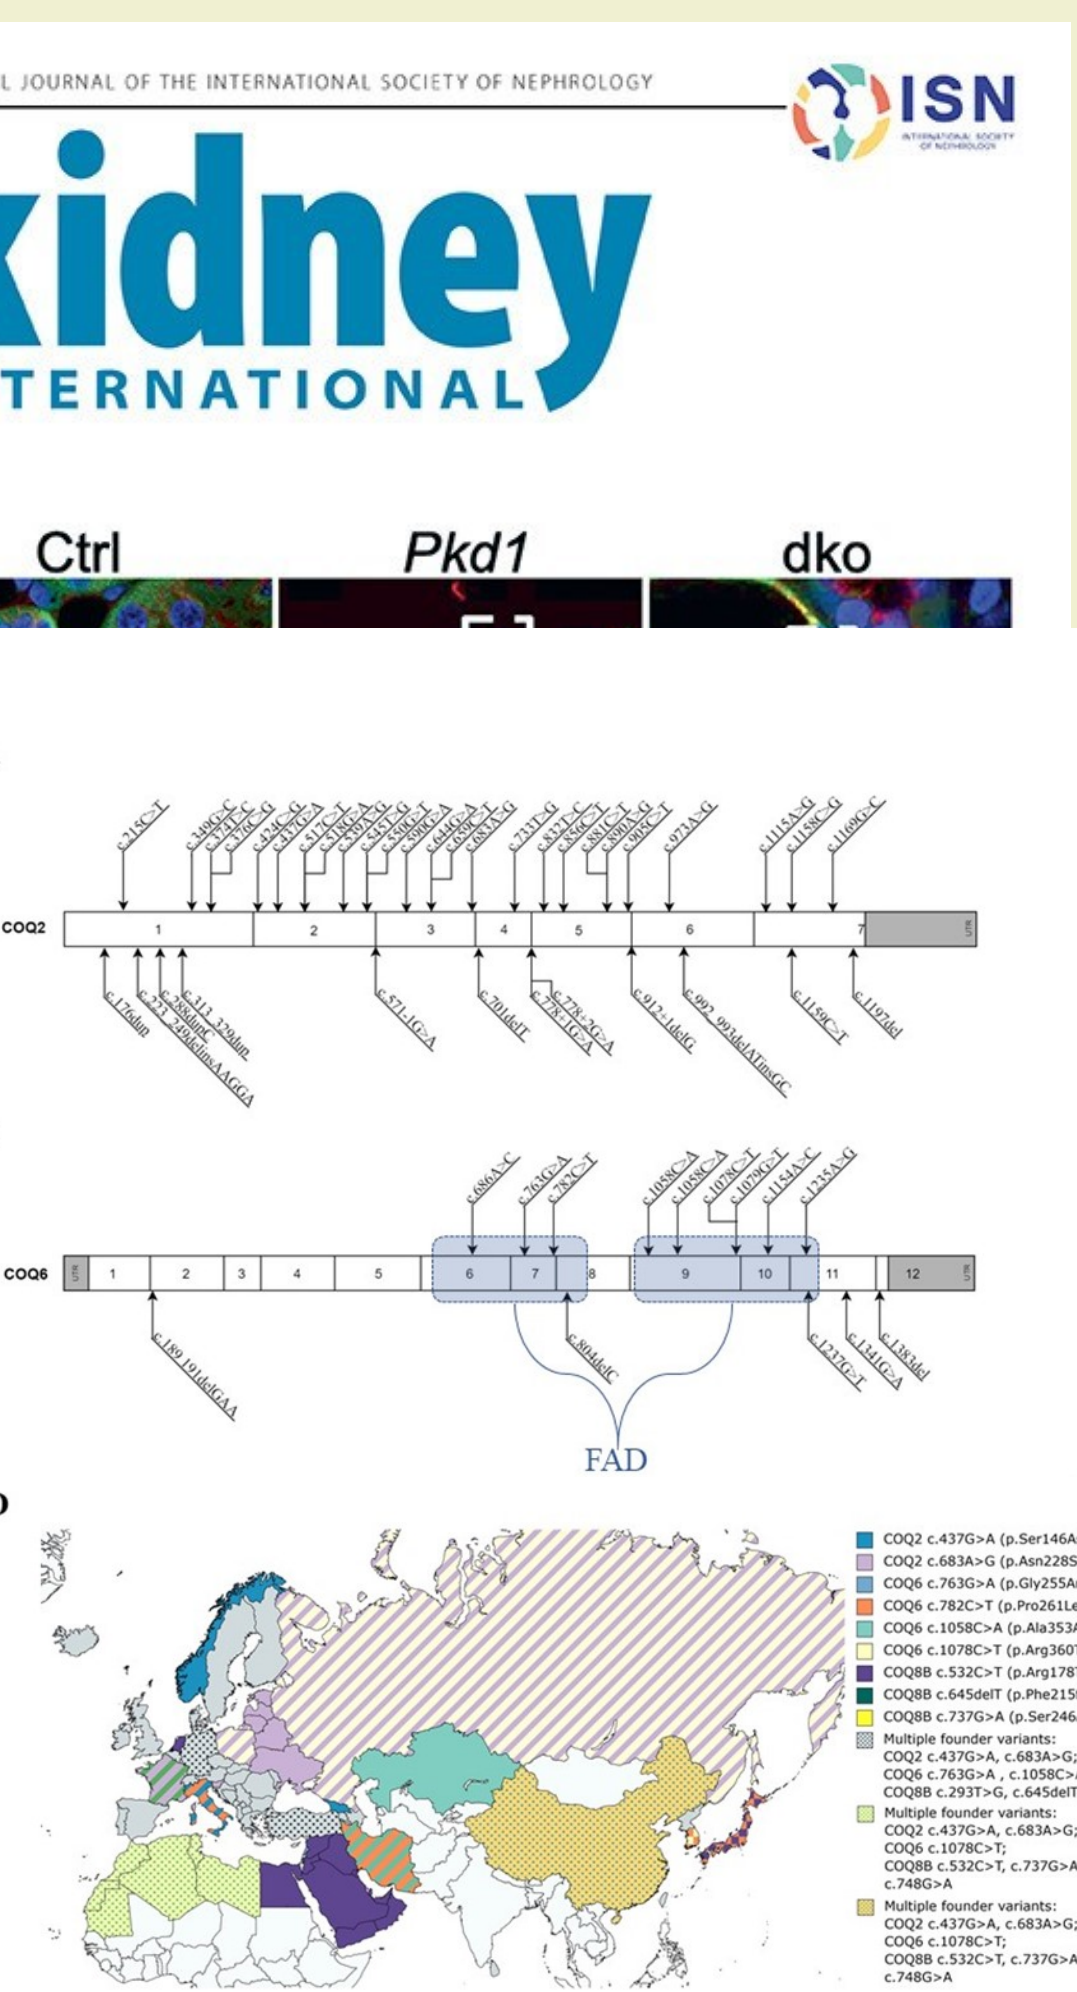 L JOURNAL OF THE INTERNATIONAL SOCIETY OF NEPHROLOGY
ISN
INTERNATIONAL SOCIETY
OF NEPHROLOGY
kidney
TERNATIONAL
Ctrl Pkd1 dko
c.215C>T c.349G>C c.374T>C c.376C>G c.424C>G c.437G>A c.517C>T c.518G>A c.539A>G c.545T>G c.590G>A c.644G>A c.659C>T c.683A>G c.733T>G c.832T>C c.856C>T c.881C>T c.890A>G c.905C>T c.973A>G c.1115A>G c.1158C>G c.1169G>C
COQ2 1 2 3 4 5 6 7 UTR
c.176dup c.223_249delinsAAGGA c.288dupC c.313_329dup c.571-1G>A c.701delT c.778+1G>A c.778+2G>A c.912+1delG c.992_993delATinsGC c.1159C>T c.1197del
c.686A>C c.763G>A c.782C>T c.1058C>A c.1058C>A c.1078C>T c.1079G>T c.1154A>C c.1235A>G
COQ6 UTR 1 2 3 4 5 6 7 8 9 10 11 12 UTR
c.189_191delGAA c.804delC c.1237G>T c.1341G>A c.1383del
FAD
COQ2 c.437G>A (p.Ser146A
COQ2 c.683A>G (p.Asn228S
COQ6 c.763G>A (p.Gly255A
COQ6 c.782C>T (p.Pro261Le
COQ6 c.1058C>A (p.Ala353A
COQ6 c.1078C>T (p.Arg360T
COQ8B c.532C>T (p.Arg178T
COQ8B c.645delT (p.Phe215
COQ8B c.737G>A (p.Ser246
Multiple founder variants:
COQ2 c.437G>A, c.683A>G;
COQ6 c.763G>A , c.1058C>A
COQ8B c.293T>G, c.645delT
Multiple founder variants:
COQ2 c.437G>A, c.683A>G;
COQ6 c.1078C>T;
COQ8B c.532C>T, c.737G>A
c.748G>A
Multiple founder variants:
COQ2 c.437G>A, c.683A>G;
COQ6 c.1078C>T;
COQ8B c.532C>T, c.737G>A
c.748G>A